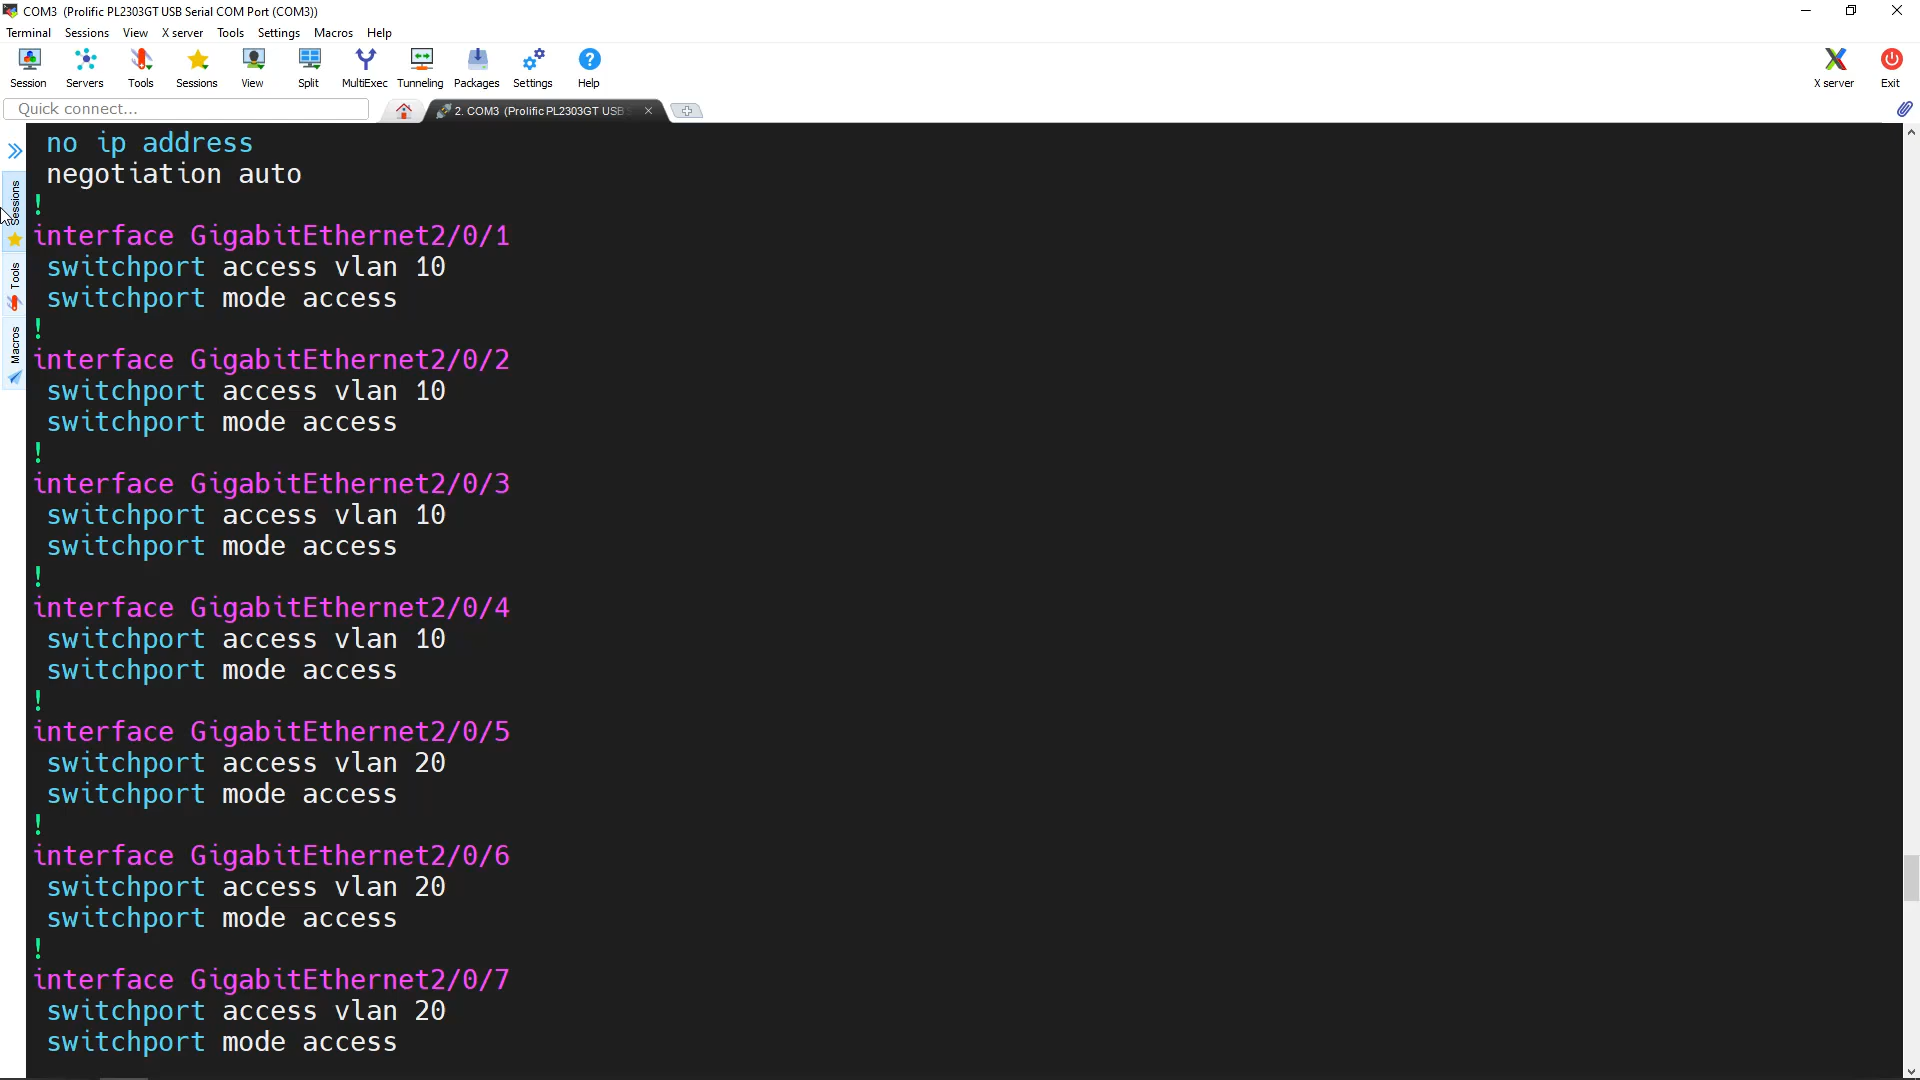 COM3 (Prolific PL2303GT USB Serial COM Port (COM3))
Terminal Sessions View X server Tools Settings Macros Help
Session Servers Tools Sessions View Split MultiExec Tunneling Packages Settings Help X server Exit
Quick connect...
2. COM3 (Prolific PL2303GT USB
Sessions
Tools
Macros
no ip address
negotiation auto
!
interface GigabitEthernet2/0/1
switchport access vlan 10
switchport mode access
!
interface GigabitEthernet2/0/2
switchport access vlan 10
switchport mode access
!
interface GigabitEthernet2/0/3
switchport access vlan 10
switchport mode access
!
interface GigabitEthernet2/0/4
switchport access vlan 10
switchport mode access
!
interface GigabitEthernet2/0/5
switchport access vlan 20
switchport mode access
!
interface GigabitEthernet2/0/6
switchport access vlan 20
switchport mode access
!
interface GigabitEthernet2/0/7
switchport access vlan 20
switchport mode access